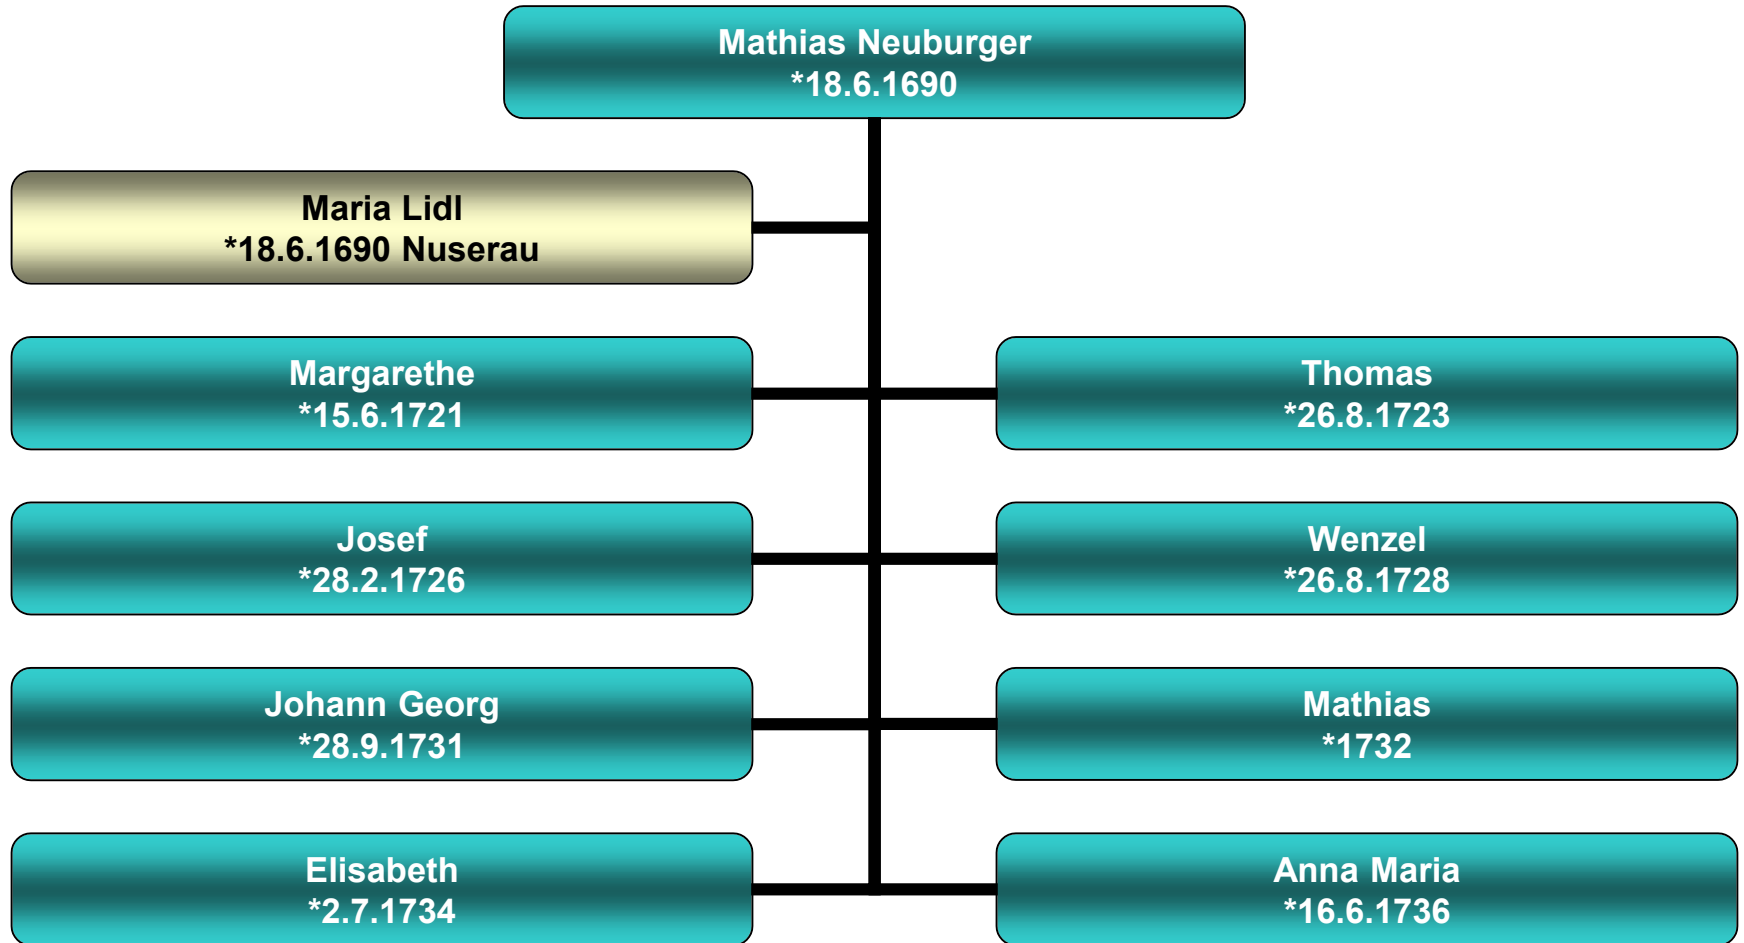 Mathias Neuburger
*18.6.1690
Maria Lidl
*18.6.1690 Nuserau
Margarethe
*15.6.1721
Thomas
*26.8.1723
Josef
*28.2.1726
Wenzel
*26.8.1728
Johann Georg
*28.9.1731
Mathias
*1732
Elisabeth
*2.7.1734
Anna Maria
*16.6.1736